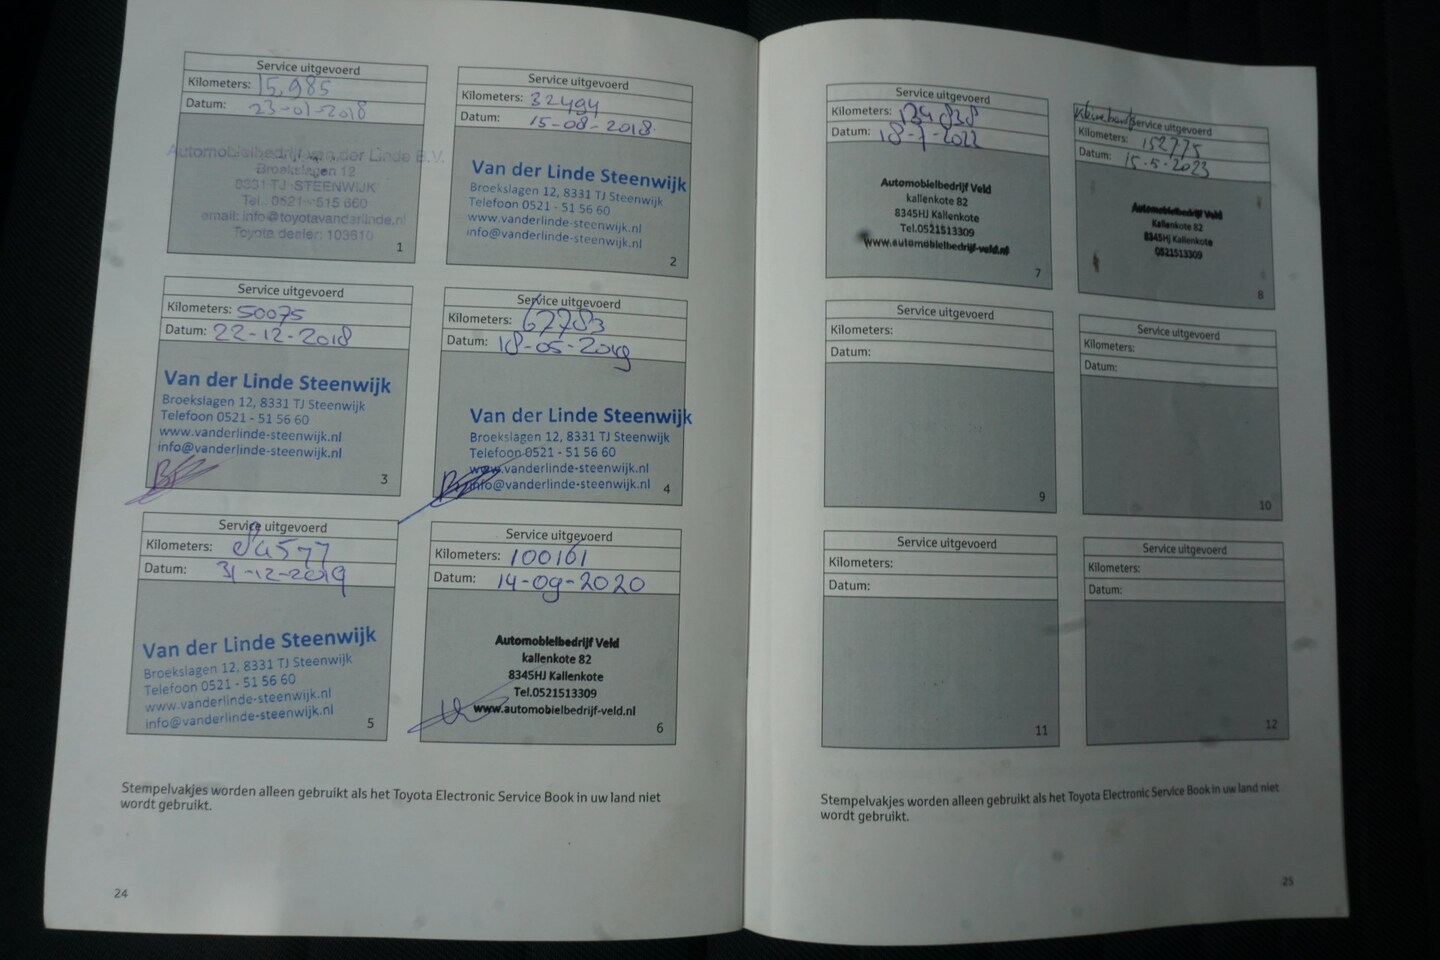 Service uitgevoerd
Kilometers: 15.985
Datum: 23-01-2018
Automobielbedrijf van der Linde B.V.
Broekslagen 12
8331 TJ STEENWIJK
Tel. 0521 - 515 660
email: info@toyotavanderlinde.nl
Toyota dealer: 103610
1
Service uitgevoerd
Kilometers: 32494
Datum: 15-08-2018
Van der Linde Steenwijk
Broekslagen 12, 8331 TJ Steenwijk
Telefoon 0521 - 51 56 60
www.vanderlinde-steenwijk.nl
info@vanderlinde-steenwijk.nl
2
Service uitgevoerd
Kilometers: 50075
Datum: 22-12-2018
Van der Linde Steenwijk
Broekslagen 12, 8331 TJ Steenwijk
Telefoon 0521 - 51 56 60
www.vanderlinde-steenwijk.nl
info@vanderlinde-steenwijk.nl
3
Service uitgevoerd
Kilometers: 67783
Datum: 18-05-2019
Van der Linde Steenwijk
Broekslagen 12, 8331 TJ Steenwijk
Telefoon 0521 - 51 56 60
www.vanderlinde-steenwijk.nl
info@vanderlinde-steenwijk.nl
4
Service uitgevoerd
Kilometers:
Datum: 31-12-2019
Van der Linde Steenwijk
Broekslagen 12, 8331 TJ Steenwijk
Telefoon 0521 - 51 56 60
www.vanderlinde-steenwijk.nl
info@vanderlinde-steenwijk.nl
5
Service uitgevoerd
Kilometers: 100161
Datum: 14-09-2020
Automobielbedrijf Veld
kallenkote 82
8345HJ Kallenkote
Tel.0521513309
www.automobielbedrijf-veld.nl
6
Stempelvakjes worden alleen gebruikt als het Toyota Electronic Service Book in uw land niet
wordt gebruikt.
24
Service uitgevoerd
Kilometers: 134838
Datum: 18-7-2022
Automobielbedrijf Veld
kallenkote 82
8345HJ Kallenkote
Tel.0521513309
www.automobielbedrijf-veld.nl
7
Service uitgevoerd
Kilometers: 152775
Datum: 15-5-2023
Automobielbedrijf Veld
Kallenkote 82
8345Hj Kallenkote
0521513309
8
Service uitgevoerd
Kilometers:
Datum:
9
Service uitgevoerd
Kilometers:
Datum:
10
Service uitgevoerd
Kilometers:
Datum:
11
Service uitgevoerd
Kilometers:
Datum:
12
Stempelvakjes worden alleen gebruikt als het Toyota Electronic Service Book in uw land niet
wordt gebruikt.
25